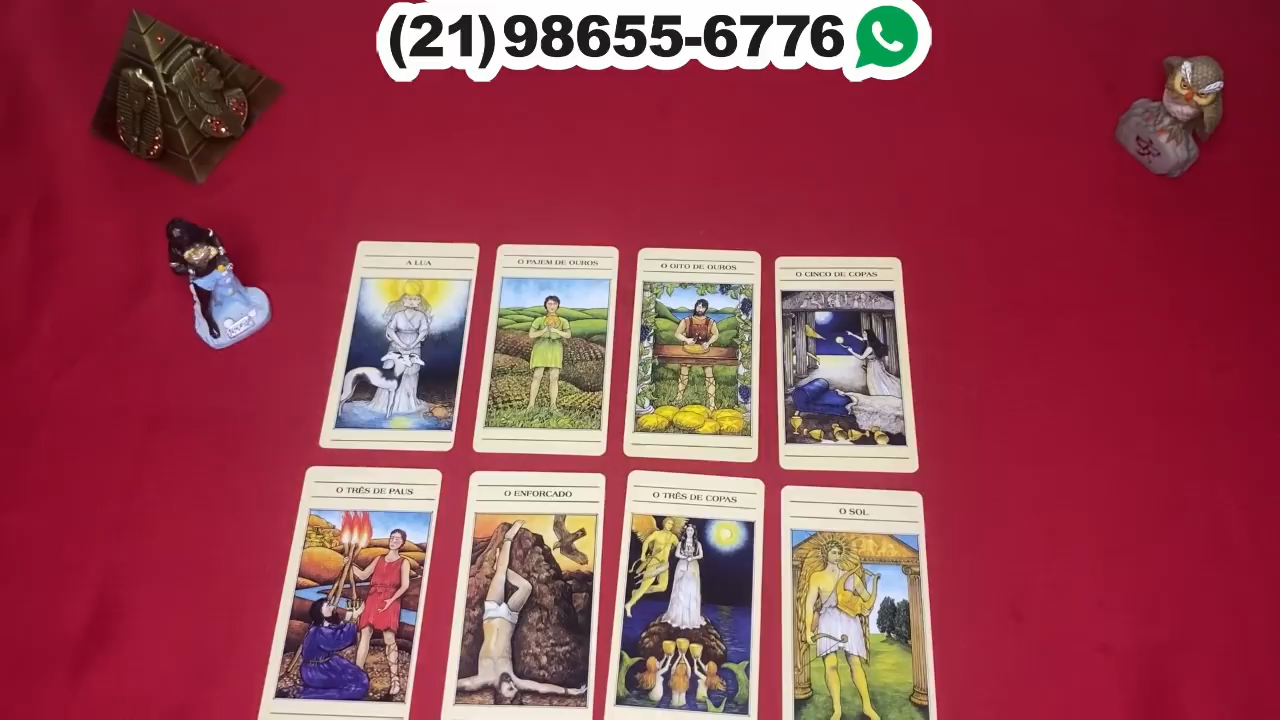 (21)98655-6776
A LUA
O PAJEM DE OUROS
O OITO DE OUROS
O CINCO DE COPAS
O TRÊS DE PAUS
O ENFORCADO
O TRÊS DE COPAS
O SOL